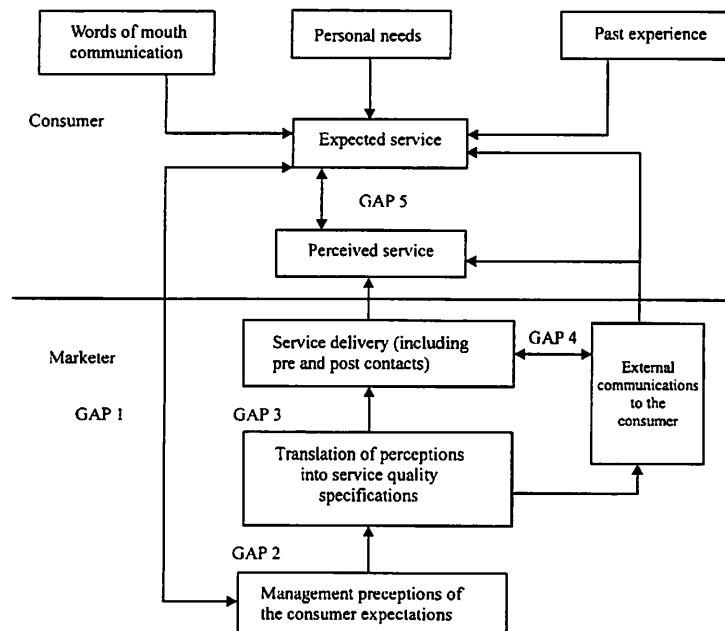 Words of mouth
communication
Personal needs
Past experience
Consumer
Expected service
GAP 5
Perceived service
Service delivery (including
pre and post contacts)
GAP 4
External
communications
to the
consumer
Marketer
GAP 1
GAP 3
Translation of perceptions
into service quality
specifications
GAP 2
Management preceptions of
the consumer expectations